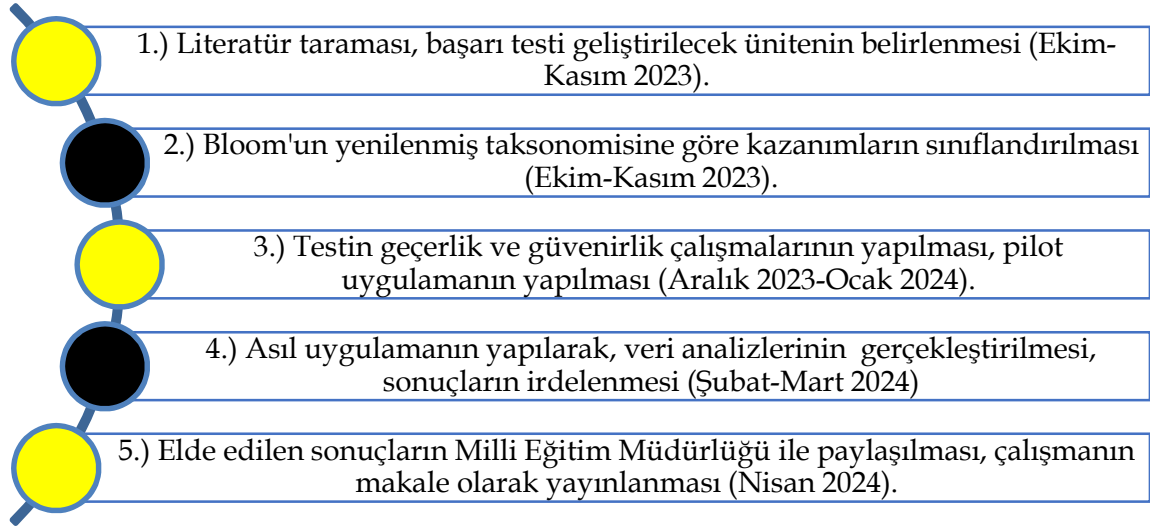 1.) Literatür taraması, başarı testi geliştirilecek ünitenin belirlenmesi (Ekim-
Kasım 2023).
2.) Bloom'un yenilenmiş taksonomisine göre kazanımların sınıflandırılması
(Ekim-Kasım 2023).
3.) Testin geçerlik ve güvenirlik çalışmalarının yapılması, pilot
uygulamanın yapılması (Aralık 2023-Ocak 2024).
4.) Asıl uygulamanın yapılarak, veri analizlerinin gerçekleştirilmesi,
sonuçların irdelenmesi (Şubat-Mart 2024)
5.) Elde edilen sonuçların Milli Eğitim Müdürlüğü ile paylaşılması, çalışmanın
makale olarak yayınlanması (Nisan 2024).